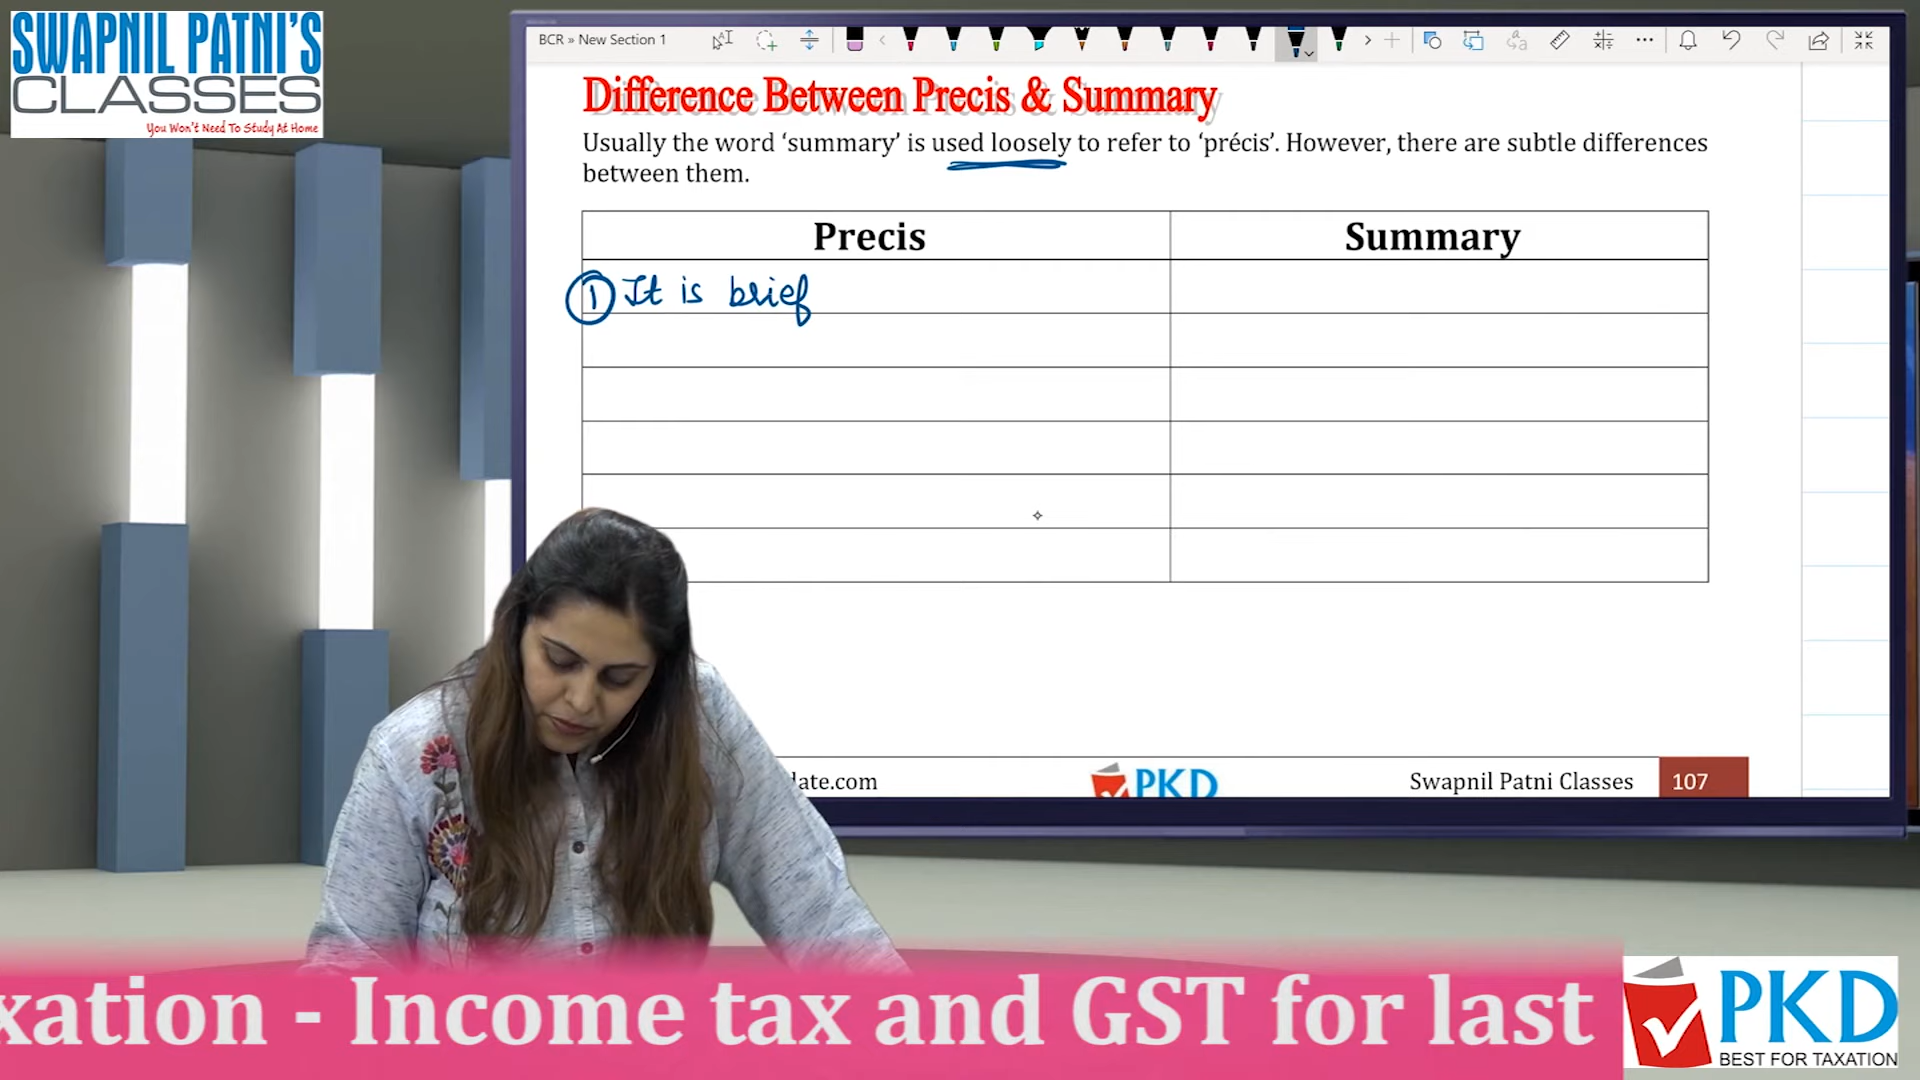 SWAPNIL PATNI'S
CLASSES
You Won't Need To Study At Home
BCR » New Section 1
Difference Between Precis & Summary
Usually the word ‘summary’ is used loosely to refer to ‘précis’. However, there are subtle differences
between them.
Precis Summary
① It is brief
late.com PKD Swapnil Patni Classes 107
xation - Income tax and GST for last
PKD
BEST FOR TAXATION